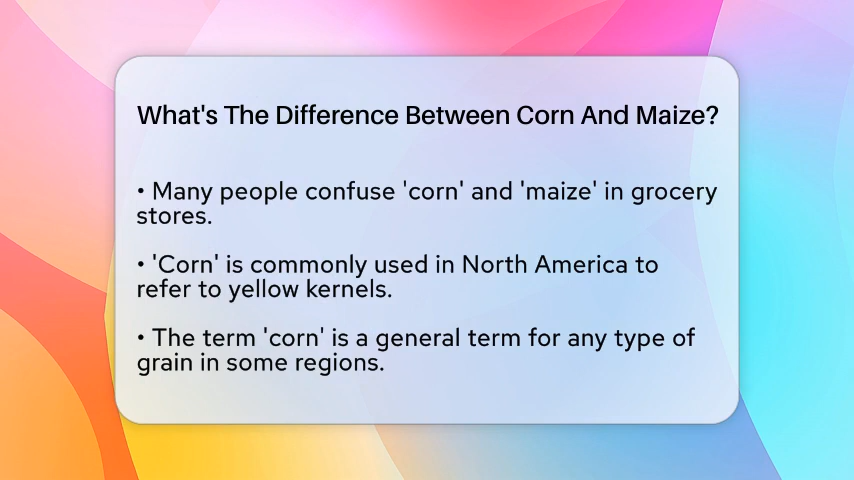 What's The Difference Between Corn And Maize?
• Many people confuse 'corn' and 'maize' in grocery
stores.
• 'Corn' is commonly used in North America to
refer to yellow kernels.
• The term 'corn' is a general term for any type of
grain in some regions.